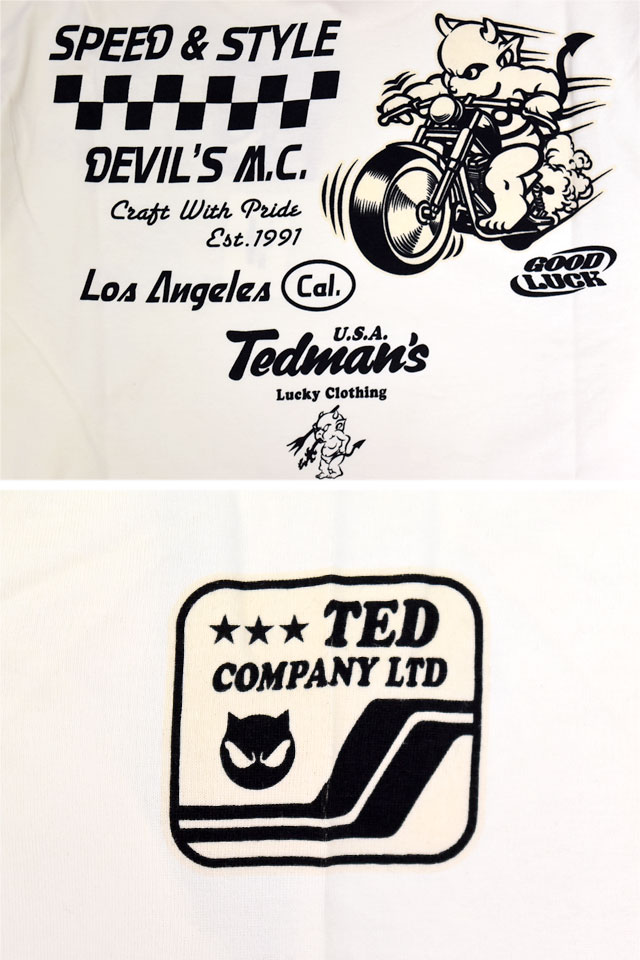 SPEED & STYLE
DEVIL'S M.C.
Craft With Pride
Est.1991
Los Angeles Cal.
GOOD
LUCK
U.S.A.
Tedman's
Lucky Clothing
★★★ TED
COMPANY LTD